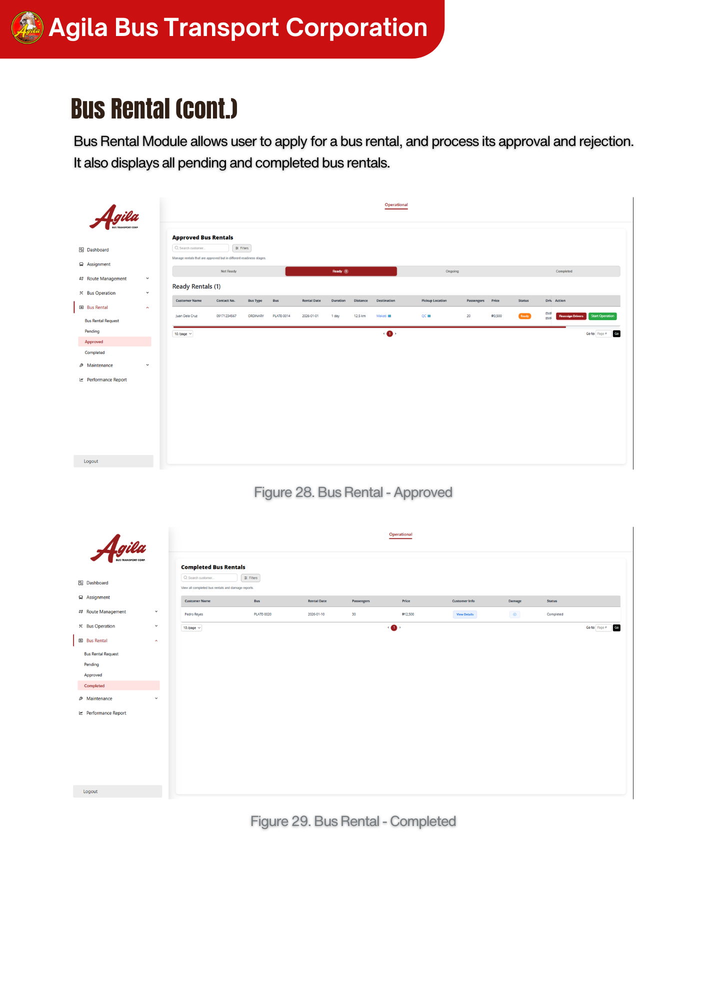 Agila
Agila Bus Transport Corporation
Bus Rental (cont.)
Bus Rental Module allows user to apply for a bus rental, and process its approval and rejection.
It also displays all pending and completed bus rentals.
Agila
BUS TRANSPORT CORP
Operational
Dashboard
Assignment
Route Management
Bus Operation
Bus Rental
Bus Rental Request
Pending
Approved
Completed
Maintenance
Performance Report
Logout
Approved Bus Rentals
Search customer...
Filters
Manage rentals that are approved but in different readiness stages.
Not Ready Ready 1 Ongoing Completed
Ready Rentals (1)
Customer Name Contact No. Bus Type Bus Rental Date Duration Distance Destination Pickup Location Passengers Price Status Driv Action
Juan Dela Cruz 09171234567 ORDINARY PLATE-0014 2026-01-01 1 day 12.5 km Makati QC 20 ₱3,500 Ready EMF EMF Reassign Drivers Start Operation
10 /page < 1 > Go to: Page # Go
Figure 28. Bus Rental - Approved
Agila
BUS TRANSPORT CORP.
Operational
Dashboard
Assignment
Route Management
Bus Operation
Bus Rental
Bus Rental Request
Pending
Approved
Completed
Maintenance
Performance Report
Logout
Completed Bus Rentals
Search customer...
Filters
View all completed bus rentals and damage reports.
Customer Name Bus Rental Date Passengers Price Customer Info Damage Status
Pedro Reyes PLATE-0020 2026-01-10 30 ₱12,500 View Details Completed
10 /page < 1 > Go to: Page # Go
Figure 29. Bus Rental - Completed